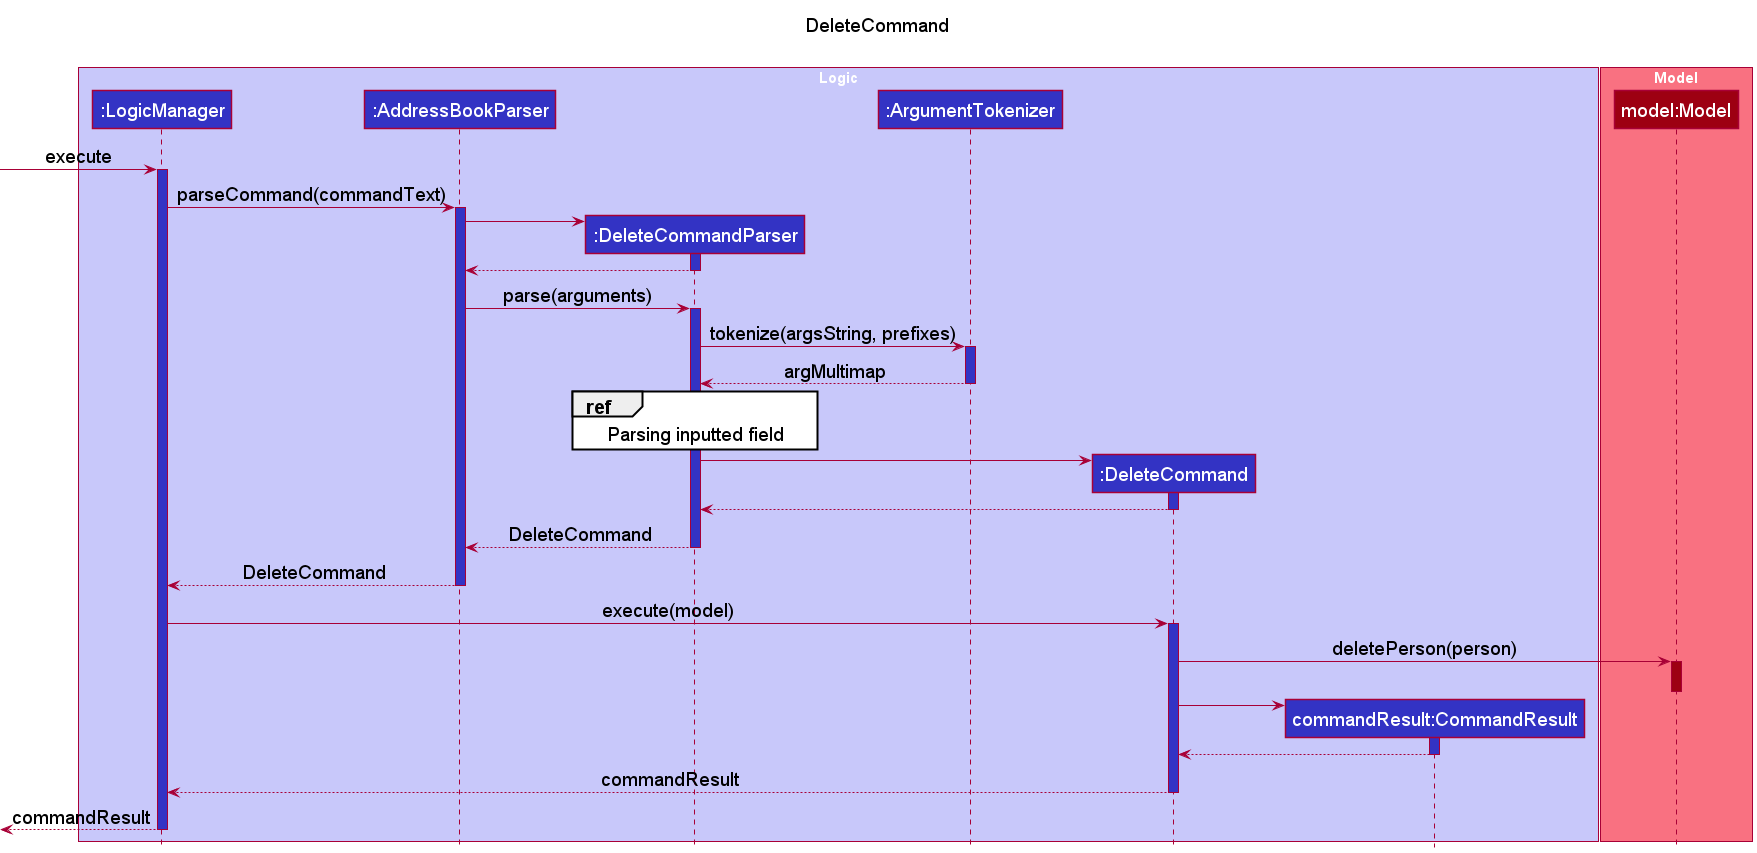 DeleteCommand
Logic
Model
:LogicManager
:AddressBookParser
:ArgumentTokenizer
model:Model
execute
parseCommand(commandText)
:DeleteCommandParser
parse(arguments)
tokenize(argsString, prefixes)
argMultimap
ref
Parsing inputted field
:DeleteCommand
DeleteCommand
DeleteCommand
execute(model)
deletePerson(person)
commandResult:CommandResult
commandResult
commandResult